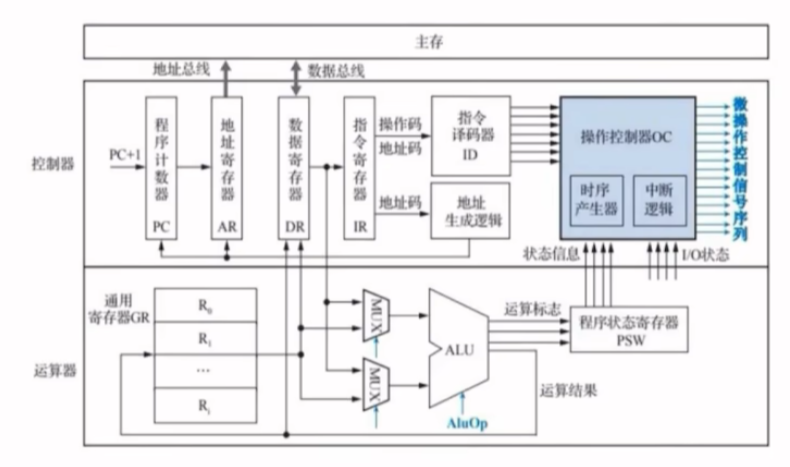 主存
地址总线
数据总线
控制器
PC+1
程序计数器
PC
地址寄存器
AR
数据寄存器
DR
指令寄存器
IR
操作码
地址码
地址码
指令
译码器
ID
地址
生成逻辑
操作控制器OC
时序
产生器
中断
逻辑
微操作控制信号序列
状态信息
I/O状态
运算器
通用
寄存器GR
R0
R1
...
Ri
MUX
MUX
ALU
AluOp
运算标志
运算结果
程序状态寄存器
PSW